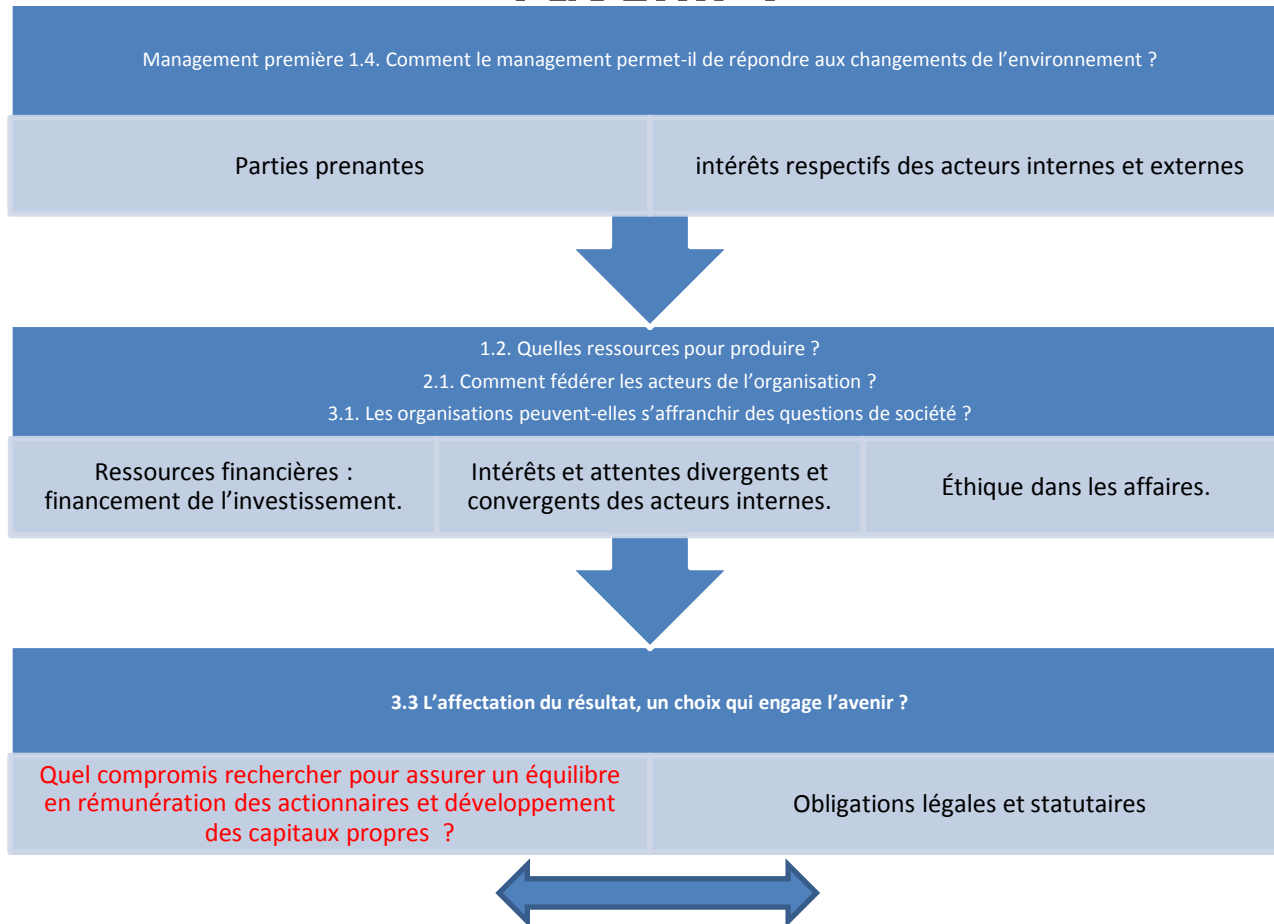 Management première 1.4. Comment le management permet-il de répondre aux changements de l'environnement ?
Parties prenantes
intérêts respectifs des acteurs internes et externes
1.2. Quelles ressources pour produire ?
2.1. Comment fédérer les acteurs de l'organisation ?
3.1. Les organisations peuvent-elles s'affranchir des questions de société ?
Ressources financières :
financement de l'investissement.
Intérêts et attentes divergents et
convergents des acteurs internes.
Éthique dans les affaires.
3.3 L'affectation du résultat, un choix qui engage l'avenir ?
Quel compromis rechercher pour assurer un équilibre
en rémunération des actionnaires et développement
des capitaux propres ?
Obligations légales et statutaires